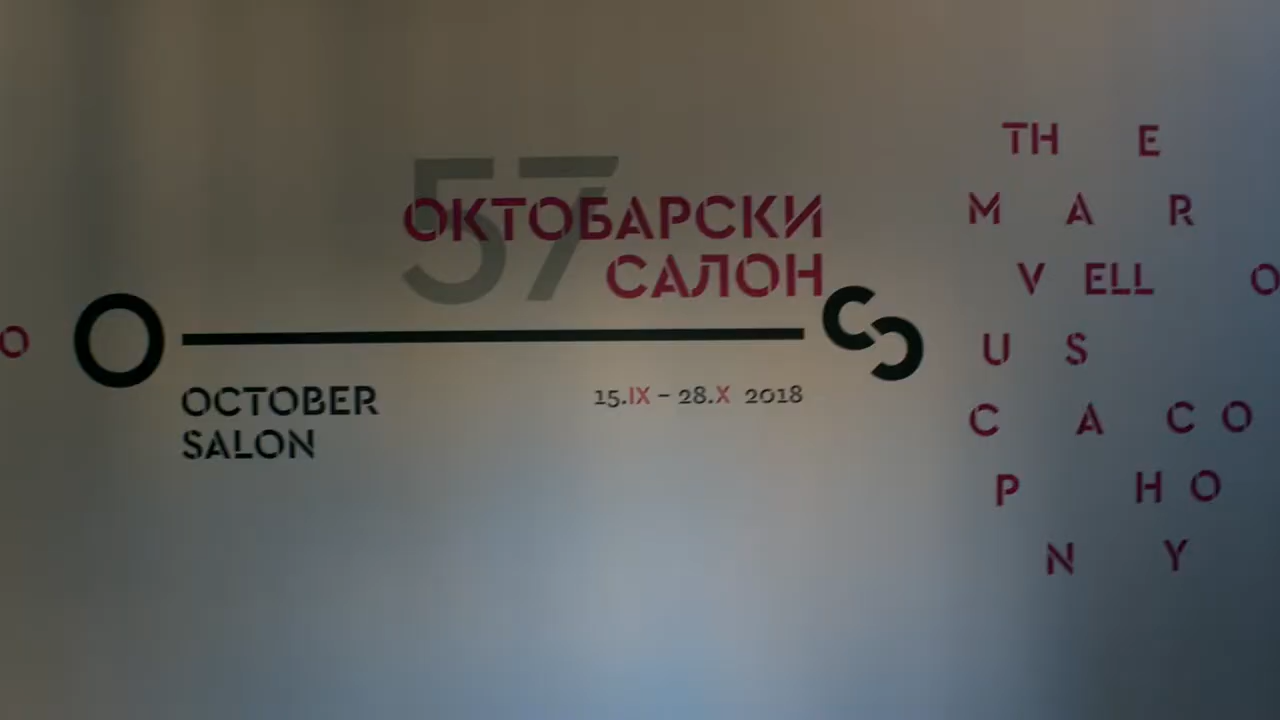 57
ОКТОБАРСКИ
САЛОН
O
O
S
OCTOBER
SALON
15.IX – 28.X 2018
TH E
M A R
V ELL O
U S
C A CO
P HO
N Y